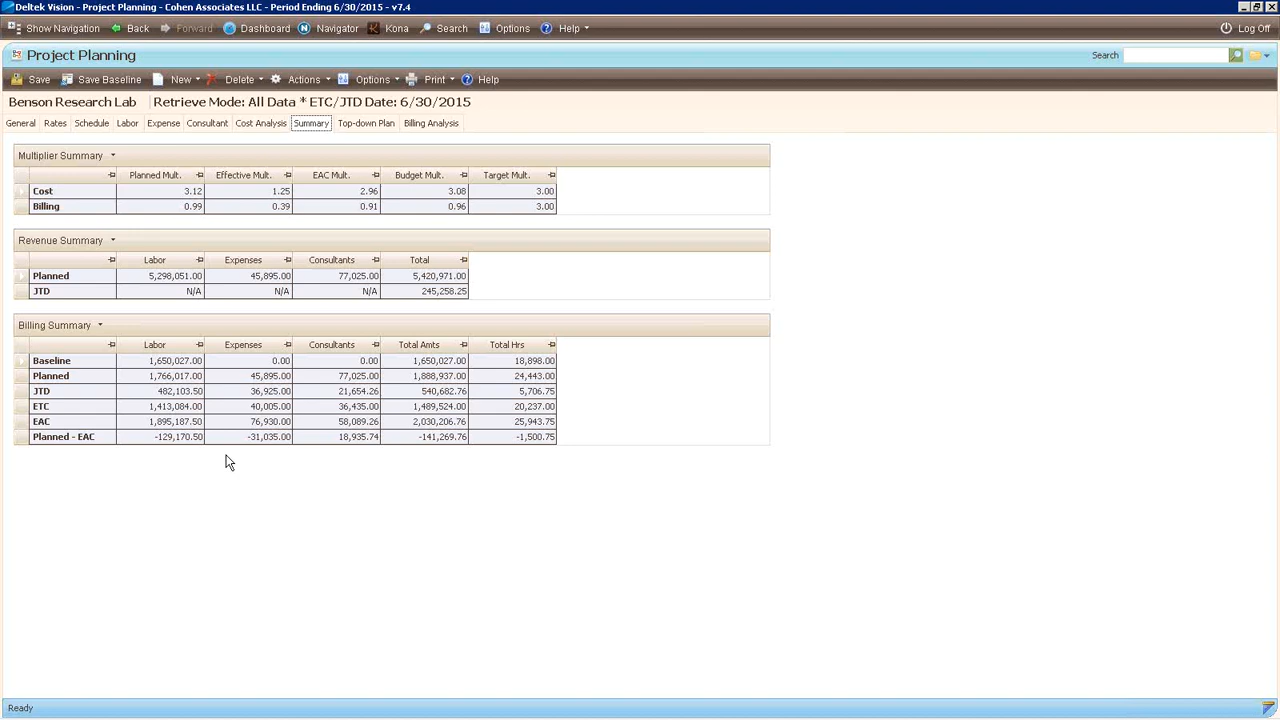 Deltek Vision - Project Planning - Cohen Associates LLC - Period Ending 6/30/2015 - v7.4
Show Navigation Back Forward Dashboard Navigator Kona Search Options Help Log Off
Project Planning Search
Save Save Baseline New Delete Actions Options Print Help
Benson Research Lab Retrieve Mode: All Data * ETC/JTD Date: 6/30/2015
General Rates Schedule Labor Expense Consultant Cost Analysis Summary Top-down Plan Billing Analysis
Multiplier Summary
Planned Mult. Effective Mult. EAC Mult. Budget Mult. Target Mult.
Cost 3.12 1.25 2.96 3.08 3.00
Billing 0.99 0.39 0.91 0.96 3.00
Revenue Summary
Labor Expenses Consultants Total
Planned 5,298,051.00 45,895.00 77,025.00 5,420,971.00
JTD N/A N/A N/A 245,258.25
Billing Summary
Labor Expenses Consultants Total Amts Total Hrs
Baseline 1,650,027.00 0.00 0.00 1,650,027.00 18,898.00
Planned 1,766,017.00 45,895.00 77,025.00 1,888,937.00 24,443.00
JTD 482,103.50 36,925.00 21,654.26 540,682.76 5,706.75
ETC 1,413,084.00 40,005.00 36,435.00 1,489,524.00 20,237.00
EAC 1,895,187.50 76,930.00 58,089.26 2,030,206.76 25,943.75
Planned - EAC -129,170.50 -31,035.00 18,935.74 -141,269.76 -1,500.75
Ready